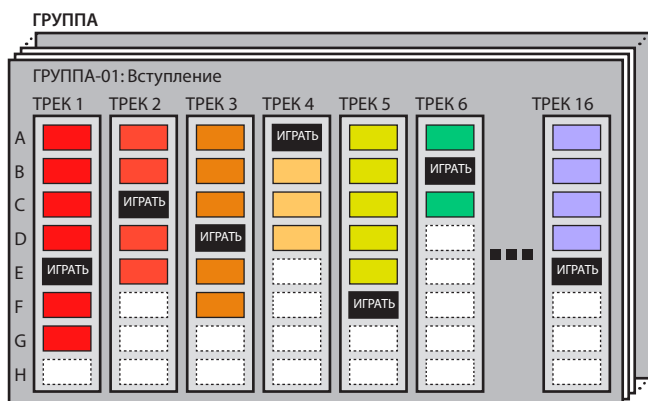 ГРУППА
ГРУППА-01: Вступление
ТРЕК 1 ТРЕК 2 ТРЕК 3 ТРЕК 4 ТРЕК 5 ТРЕК 6 ТРЕК 16
A ИГРАТЬ
B ИГРАТЬ
C ИГРАТЬ
D ИГРАТЬ
E ИГРАТЬ ИГРАТЬ
F ИГРАТЬ
G
H